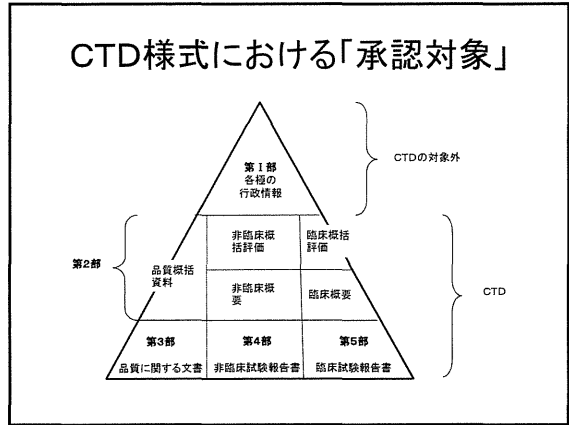 CTD様式における「承認対象」
第Ⅰ部
各極の
行政情報
CTDの対象外
第2部
品質概括
資料
非臨床概
括評価
臨床概括
評価
非臨床概
要
臨床概要
CTD
第3部
品質に関する文書
第4部
非臨床試験報告書
第5部
臨床試験報告書